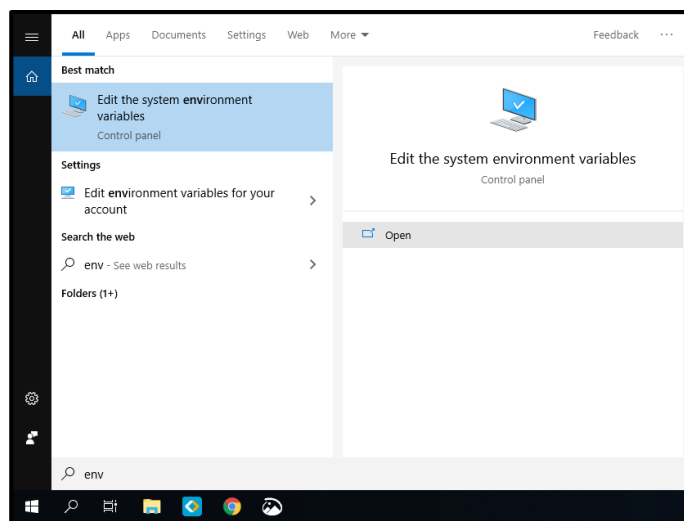 All Apps Documents Settings Web More Feedback ...
Best match
Edit the system environment
variables
Control panel
Settings
Edit environment variables for your
account
Search the web
env - See web results
Folders (1+)
Edit the system environment variables
Control panel
Open
env